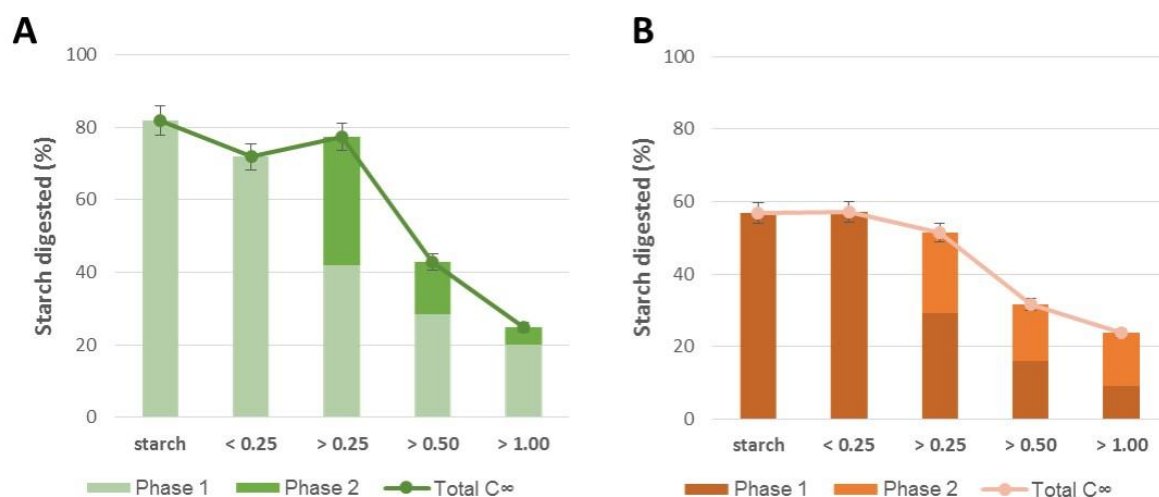 A
Starch digested (%)
100
80
60
40
20
0
starch < 0.25 > 0.25 > 0.50 > 1.00
Phase 1 Phase 2 Total C∞
B
Starch digested (%)
100
80
60
40
20
0
starch < 0.25 > 0.25 > 0.50 > 1.00
Phase 1 Phase 2 Total C∞